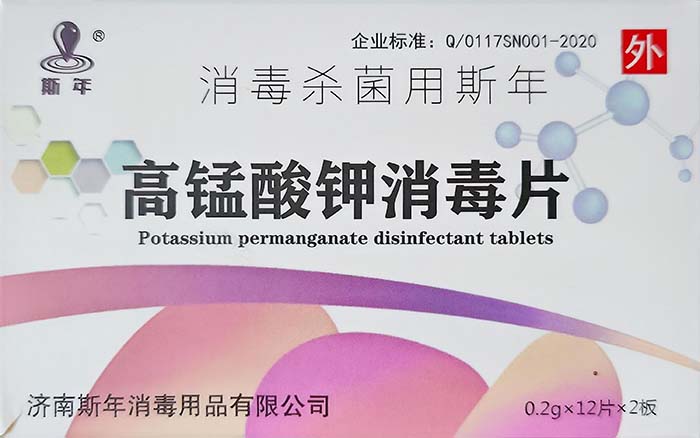 ®
斯年
企业标准：Q/0117SN001-2020
外
消毒杀菌用斯年
高锰酸钾消毒片
Potassium permanganate disinfectant tablets
济南斯年消毒用品有限公司
0.2g×12片×2板